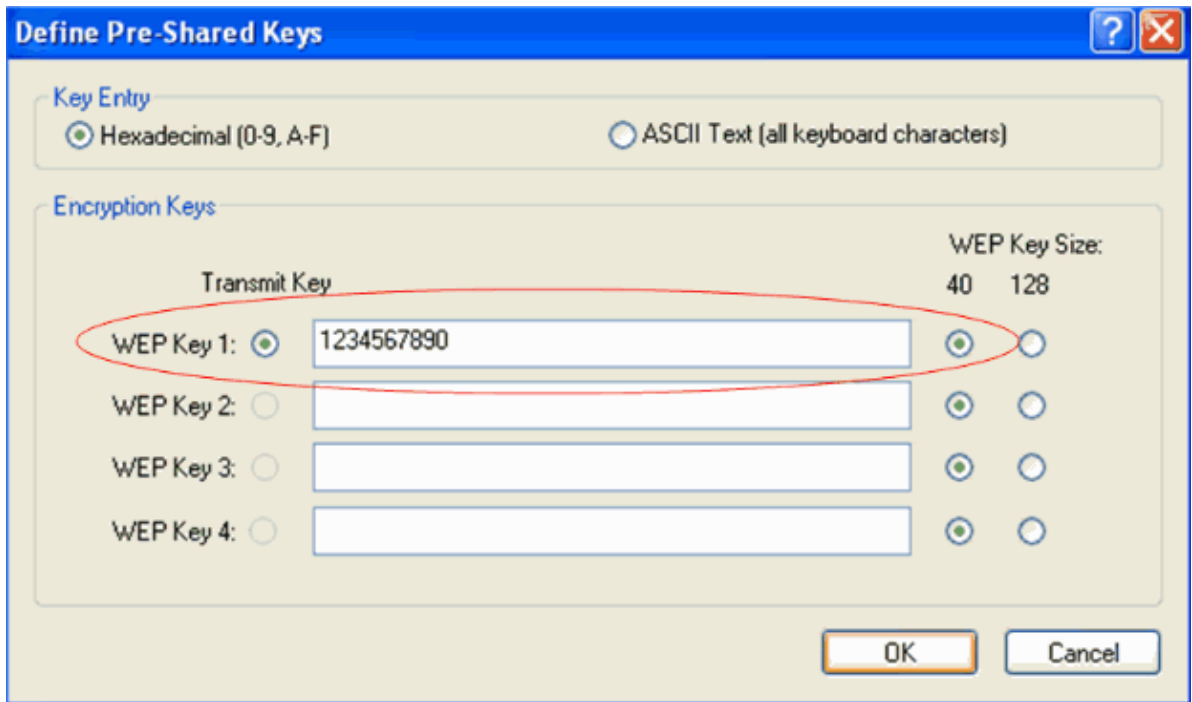 Define Pre-Shared Keys
Key Entry
Hexadecimal (0-9, A-F)
ASCII Text (all keyboard characters)
Encryption Keys
WEP Key Size:
Transmit Key
40 128
WEP Key 1: 1234567890
WEP Key 2:
WEP Key 3:
WEP Key 4:
OK
Cancel